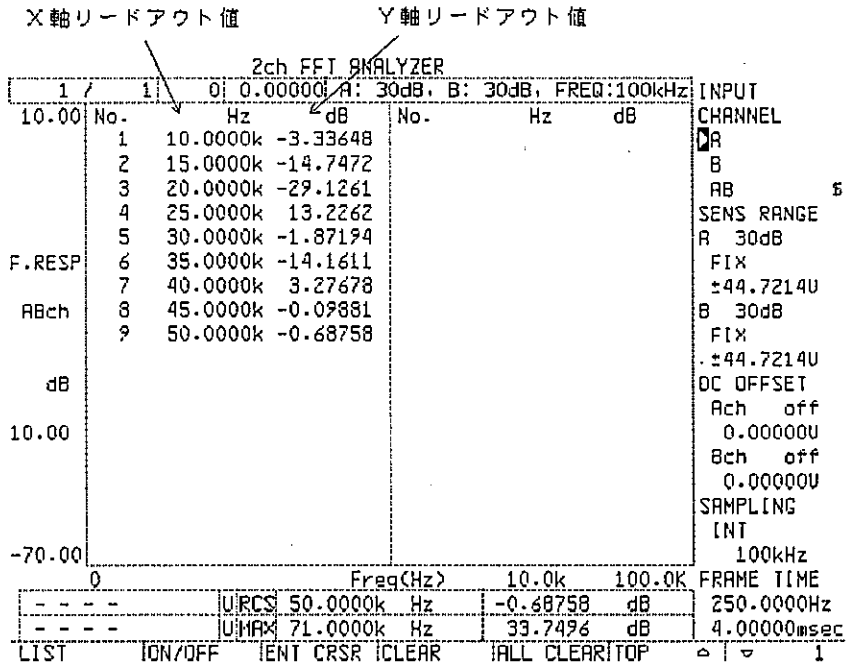 X軸リードアウト値 Y軸リードアウト値
2ch FFT ANALYZER
1 / 1 0 0.00000 A: 30dB, B: 30dB, FREQ:100kHz
INPUT
10.00 No. Hz dB No. Hz dB
CHANNEL
1 10.0000k -3.33648
A
2 15.0000k -14.7472
B
3 20.0000k -29.1261
AB
4 25.0000k 13.2262
SENS RANGE
5 30.0000k -1.87194
A 30dB
F.RESP 6 35.0000k -14.1611
FIX
7 40.0000k 3.27678
±44.7214V
ABch 8 45.0000k -0.09881
B 30dB
9 50.0000k -0.68758
FIX
±44.7214V
dB
DC OFFSET
Ach off
10.00
0.00000V
Bch off
0.00000V
SAMPLING
INT
-70.00
100kHz
0 Freq(Hz) 10.0k 100.0K
FRAME TIME
- - - - U RCS 50.0000k Hz -0.68758 dB
250.0000Hz
- - - - U MAX 71.0000k Hz 33.7496 dB
4.00000msec
LIST ON/OFF ENT CRSR CLEAR ALL CLEAR TOP △ ▽ 1